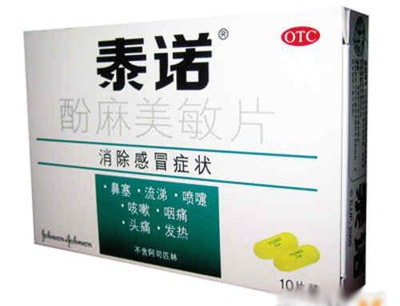 泰诺®
OTC
酚麻美敏片
消除感冒症状
·鼻塞·流涕·喷嚏
·咳嗽·咽痛
·头痛·发热
不含阿司匹林
Johnson & Johnson
10片装